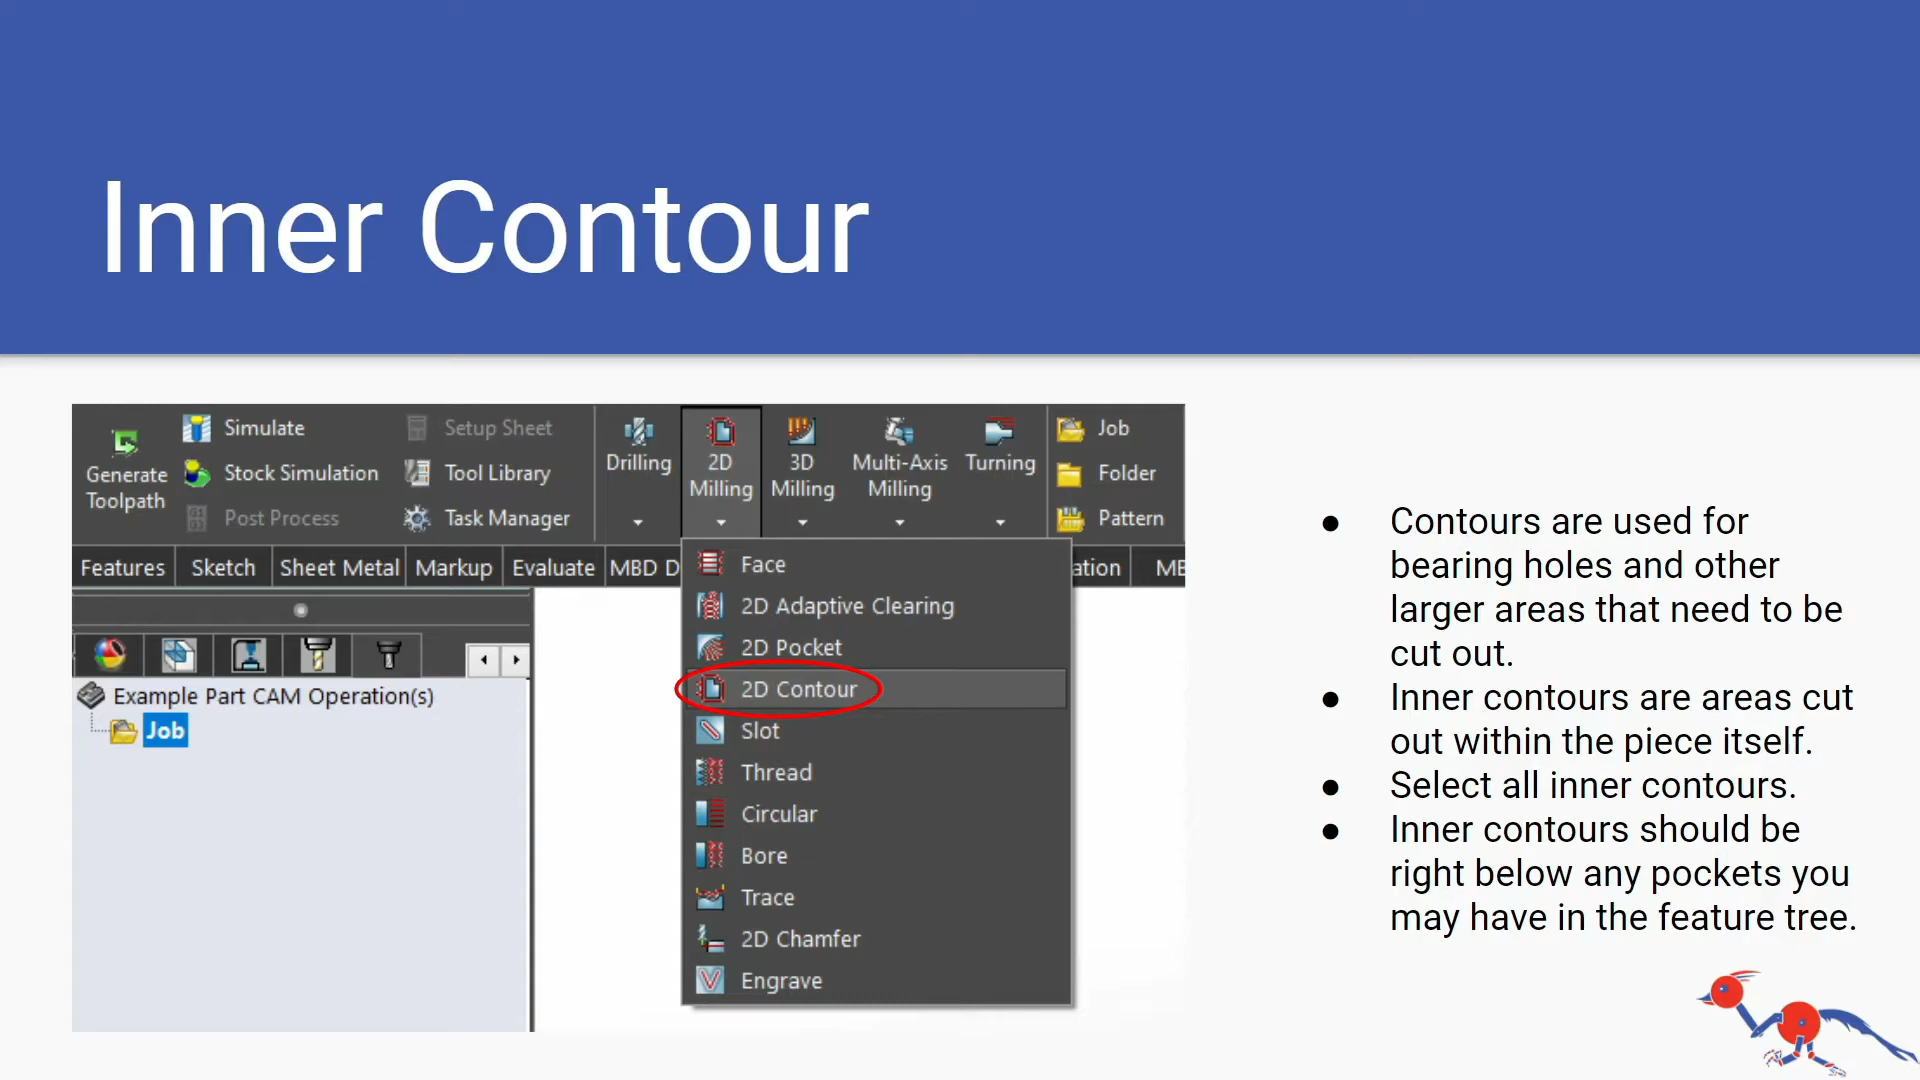 Inner Contour
Simulate
Setup Sheet
Generate
Toolpath
Stock Simulation
Tool Library
Post Process
Task Manager
Drilling
2D
Milling
3D
Milling
Multi-Axis
Milling
Turning
Job
Folder
Pattern
Features
Sketch
Sheet Metal
Markup
Evaluate
MBD D
ation
ME
Face
2D Adaptive Clearing
2D Pocket
2D Contour
Slot
Thread
Circular
Bore
Trace
2D Chamfer
Engrave
Example Part CAM Operation(s)
Job
● Contours are used for
bearing holes and other
larger areas that need to be
cut out.
● Inner contours are areas cut
out within the piece itself.
● Select all inner contours.
● Inner contours should be
right below any pockets you
may have in the feature tree.